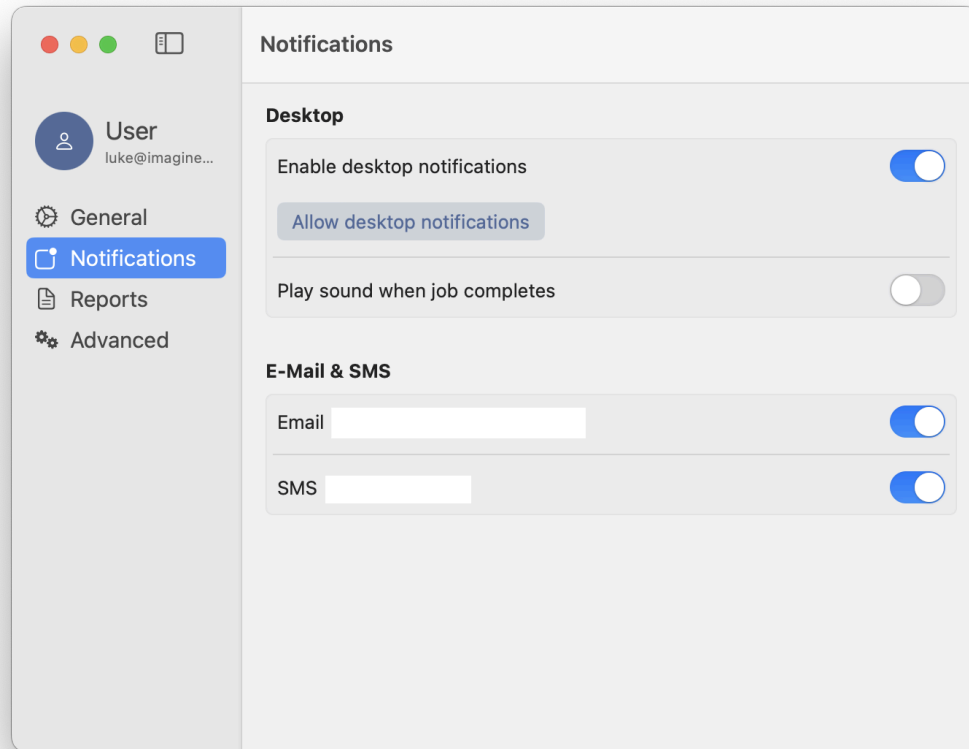 Notifications
User
luke@imagine...
General
Notifications
Reports
Advanced
Desktop
Enable desktop notifications
Allow desktop notifications
Play sound when job completes
E-Mail & SMS
Email
SMS